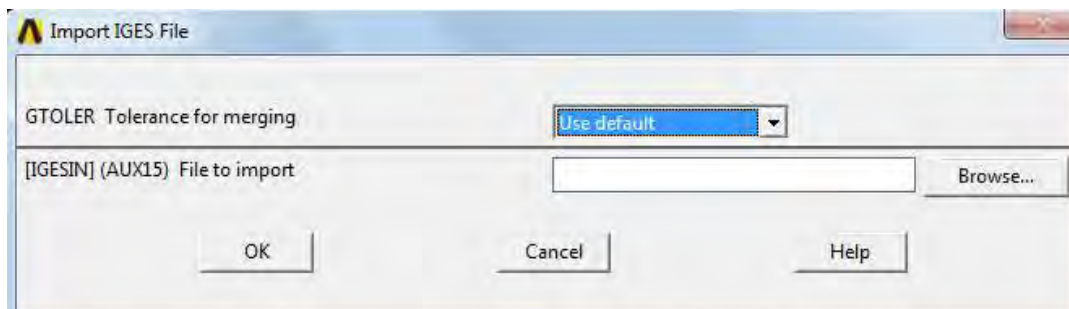 Import IGES File
GTOLER Tolerance for merging Use default
[IGESIN] (AUX15) File to import Browse...
OK Cancel Help